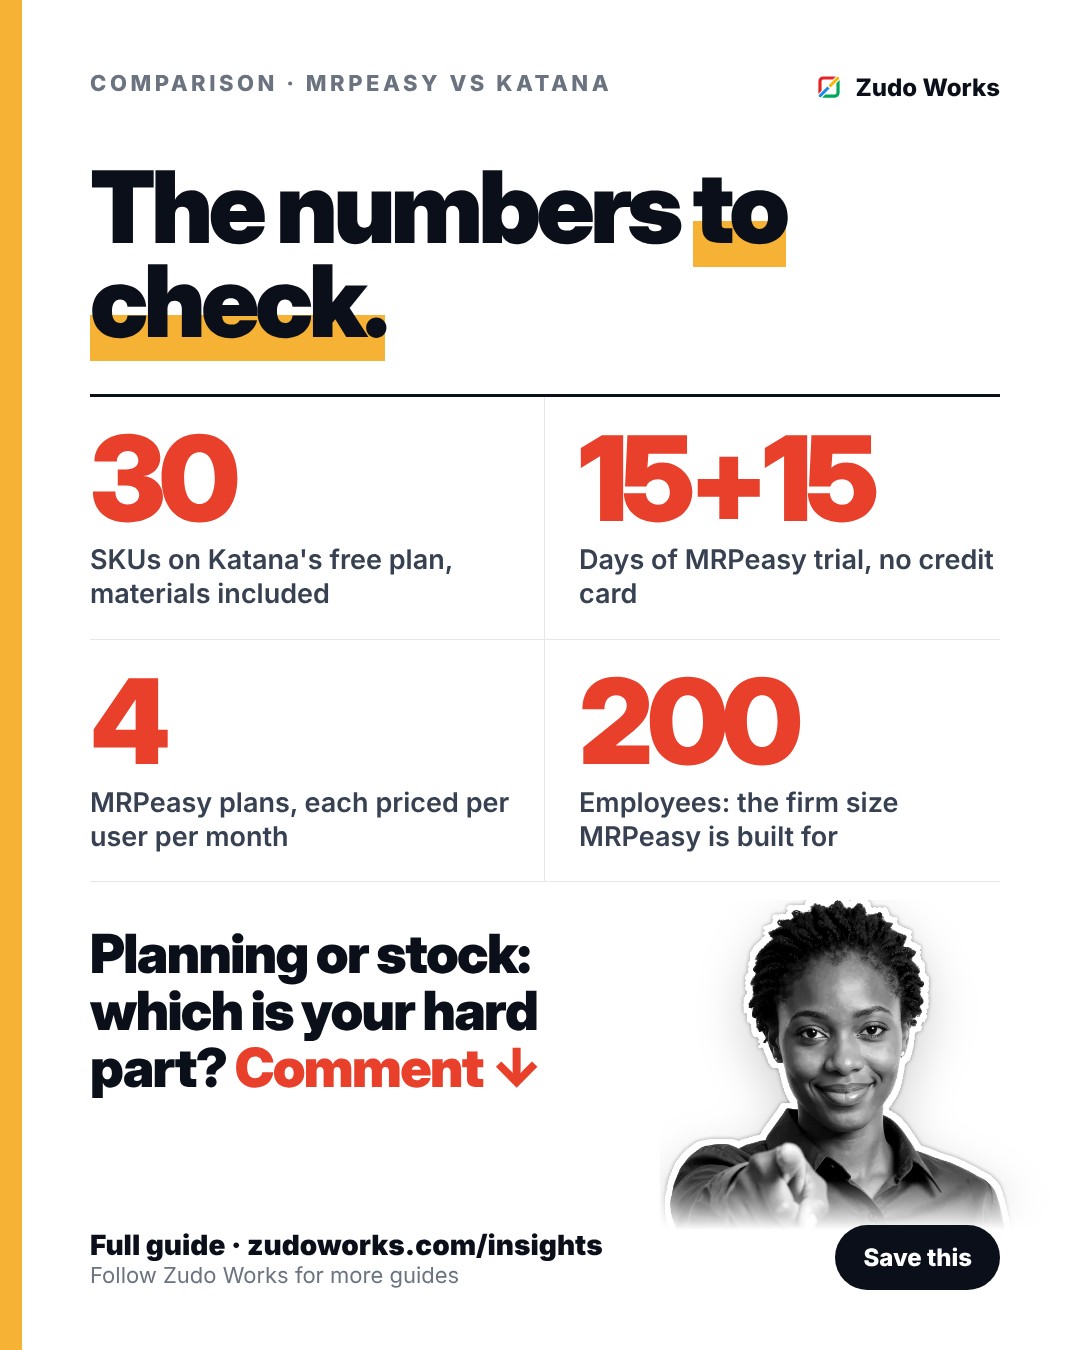 COMPARISON · MRPEASY VS KATANA
Zudo Works
The numbers to
check.
30
SKUs on Katana's free plan,
materials included
15+15
Days of MRPeasy trial, no credit
card
4
MRPeasy plans, each priced per
user per month
200
Employees: the firm size
MRPeasy is built for
Planning or stock:
which is your hard
part? Comment ↓
Full guide · zudoworks.com/insights
Follow Zudo Works for more guides
Save this